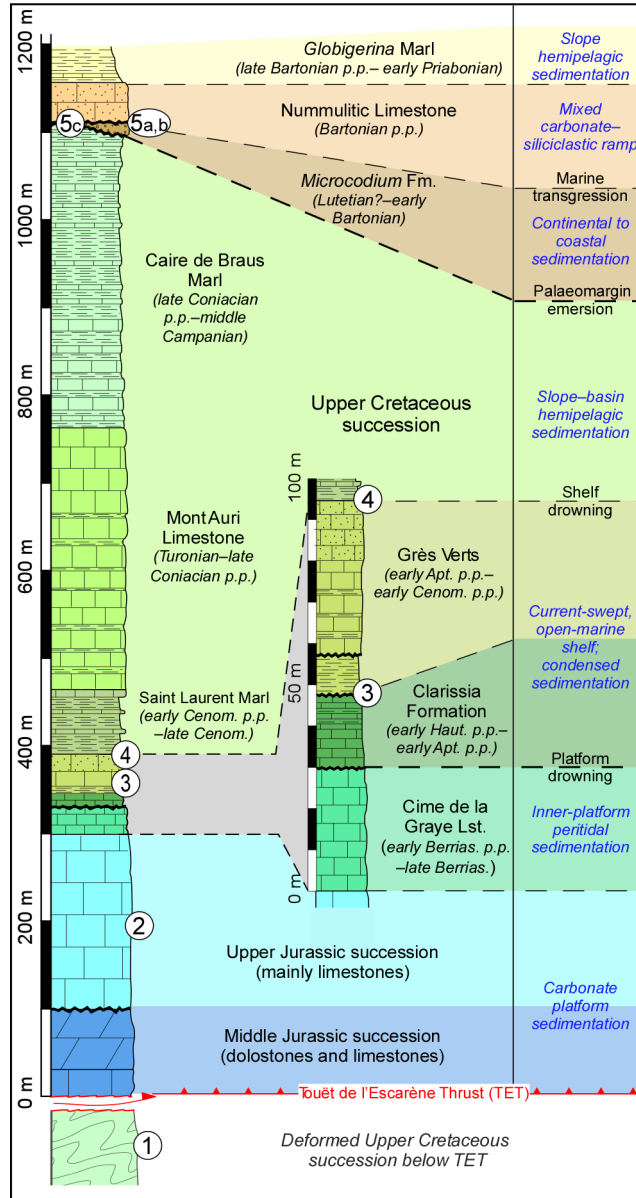 1200 m
1000 m
800 m
600 m
400 m
200 m
0 m
Globigerina Marl
(late Bartonian p.p.– early Priabonian)
Slope
hemipelagic
sedimentation
Nummulitic Limestone
(Bartonian p.p.)
Mixed
carbonate–
siliciclastic ramp
5c
5a,b
Marine
transgression
Microcodium Fm.
(Lutetian?–early
Bartonian)
Continental to
coastal
sedimentation
Palaeomargin
emersion
Caire de Braus
Marl
(late Coniacian
p.p.–middle
Campanian)
Upper Cretaceous
succession
Slope–basin
hemipelagic
sedimentation
100 m
50 m
0 m
4
Shelf
drowning
Mont Auri
Limestone
(Turonian–late
Coniacian p.p.)
Grès Verts
(early Apt. p.p.–
early Cenom. p.p.)
Current-swept,
open-marine
shelf;
condensed
sedimentation
3
Saint Laurent Marl
(early Cenom. p.p.
–late Cenom.)
Clarissia
Formation
(early Haut. p.p.–
early Apt. p.p.)
4
3
Platform
drowning
Cime de la
Graye Lst.
(early Berrias. p.p.
–late Berrias.)
Inner-platform
peritidal
sedimentation
2
Upper Jurassic succession
(mainly limestones)
Carbonate
platform
sedimentation
Middle Jurassic succession
(dolostones and limestones)
Touët de l'Escarène Thrust (TET)
1
Deformed Upper Cretaceous
succession below TET